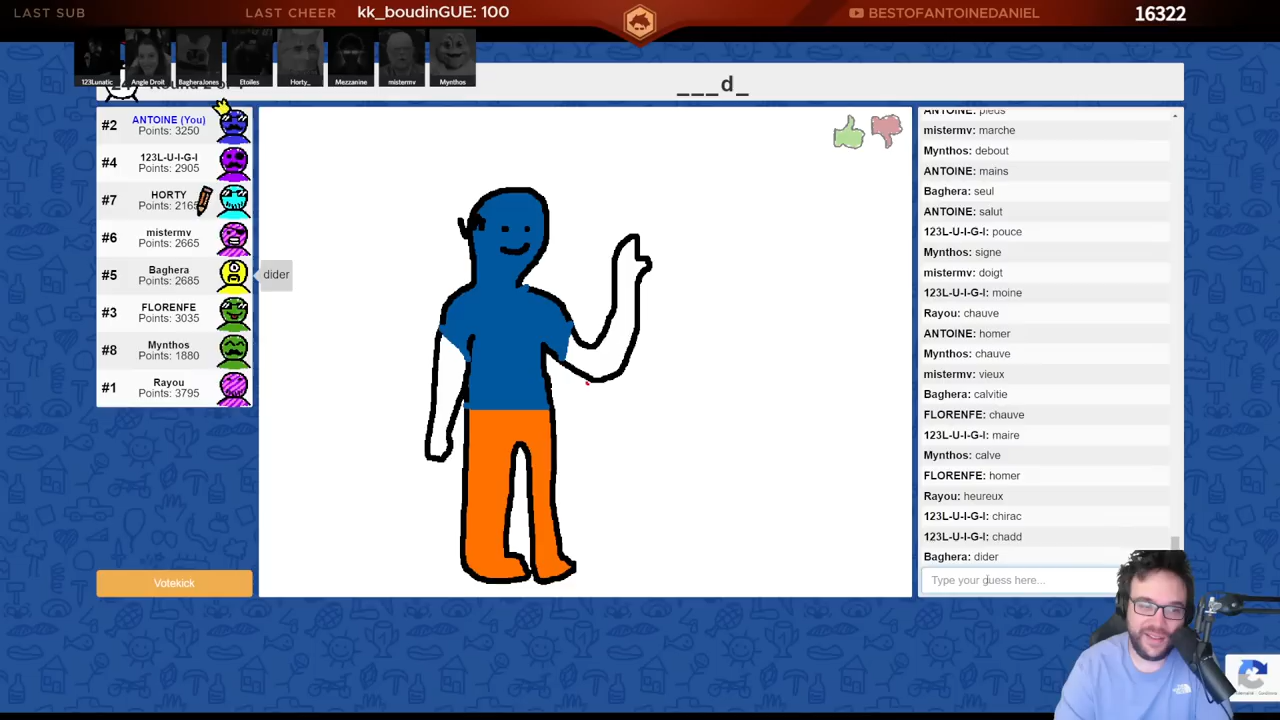 LAST SUB
LAST CHEER
kk_boudinGUE: 100
BESTOFANTOINEDANIEL
16322
123Lunatic
Angle Droit
BagheraJones
Etoiles
Horty_
Mezzanine
mistermv
Mynthos
___d_
#2
ANTOINE (You)
Points: 3250
#4
123L-U-I-G-I
Points: 2905
#7
HORTY
Points: 2165
#6
mistermv
Points: 2665
#5
Baghera
Points: 2685
dider
#3
FLORENFE
Points: 3035
#8
Mynthos
Points: 1880
#1
Rayou
Points: 3795
Votekick
ANTOINE: pieds
mistermv: marche
Mynthos: debout
ANTOINE: mains
Baghera: seul
ANTOINE: salut
123L-U-I-G-I: pouce
Mynthos: signe
mistermv: doigt
123L-U-I-G-I: moine
Rayou: chauve
ANTOINE: homer
Mynthos: chauve
mistermv: vieux
Baghera: calvitie
FLORENFE: chauve
123L-U-I-G-I: maire
Mynthos: calve
FLORENFE: homer
Rayou: heureux
123L-U-I-G-I: chirac
123L-U-I-G-I: chadd
Baghera: dider
Type your guess here...